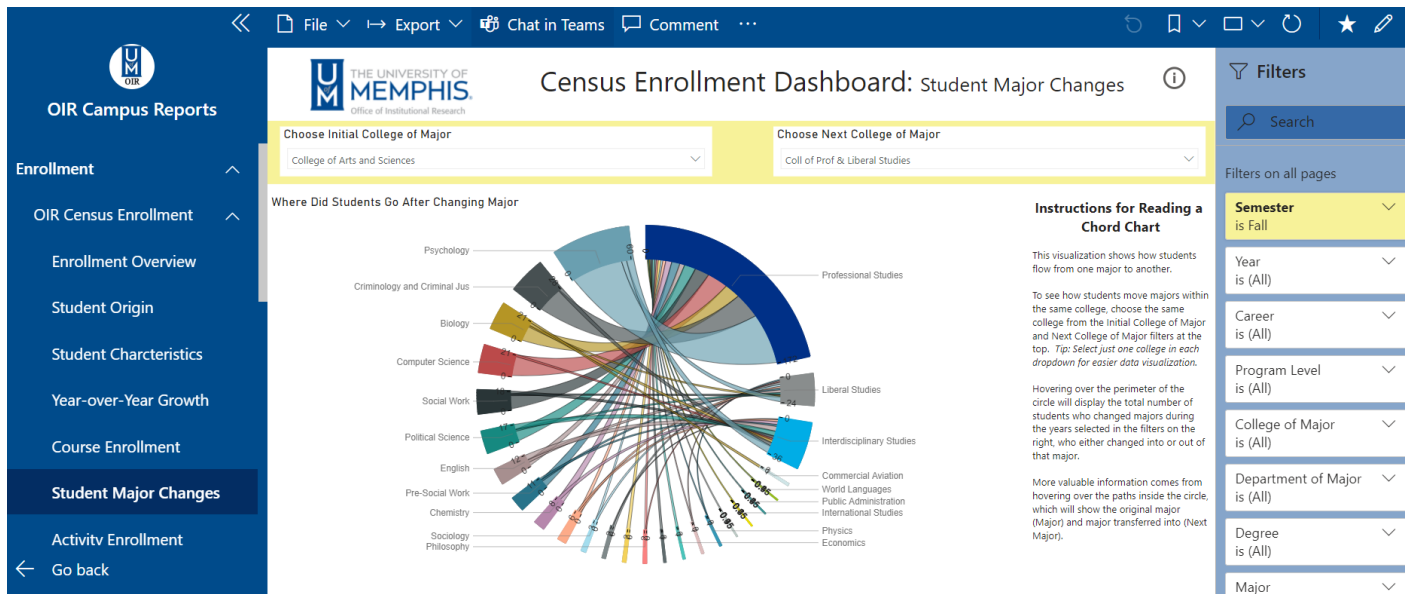 File
Export
Chat in Teams
Comment
OIR
OIR Campus Reports
Enrollment
OIR Census Enrollment
Enrollment Overview
Student Origin
Student Charcteristics
Year-over-Year Growth
Course Enrollment
Student Major Changes
Activity Enrollment
Go back
THE UNIVERSITY OF
MEMPHIS.
Office of Institutional Research
Census Enrollment Dashboard: Student Major Changes
Choose Initial College of Major
College of Arts and Sciences
Choose Next College of Major
Coll of Prof & Liberal Studies
Where Did Students Go After Changing Major
Psychology
Criminology and Criminal Jus
Biology
Computer Science
Social Work
Political Science
English
Pre-Social Work
Chemistry
Sociology
Philosophy
Professional Studies
Liberal Studies
Interdisciplinary Studies
Commercial Aviation
World Languages
Public Administration
International Studies
Physics
Economics
0
24
0
36
21
0
21
0
17
12
Instructions for Reading a
Chord Chart
This visualization shows how students
flow from one major to another.
To see how students move majors within
the same college, choose the same
college from the Initial College of Major
and Next College of Major filters at the
top. Tip: Select just one college in each
dropdown for easier data visualization.
Hovering over the perimeter of the
circle will display the total number of
students who changed majors during
the years selected in the filters on the
right, who either changed into or out of
that major.
More valuable information comes from
hovering over the paths inside the circle,
which will show the original major
(Major) and major transferred into (Next
Major).
Filters
Search
Filters on all pages
Semester
is Fall
Year
is (All)
Career
is (All)
Program Level
is (All)
College of Major
is (All)
Department of Major
is (All)
Degree
is (All)
Major